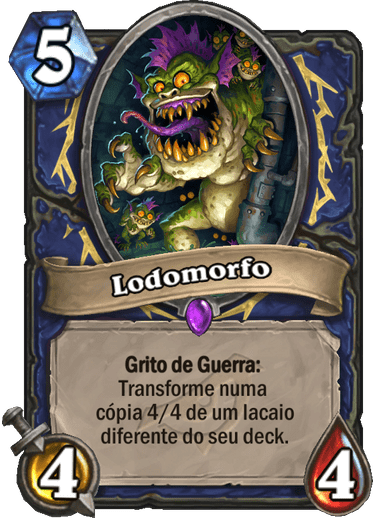 5
Lodomorfo
Grito de Guerra:
Transforme numa
cópia 4/4 de um lacaio
diferente do seu deck.
4 4